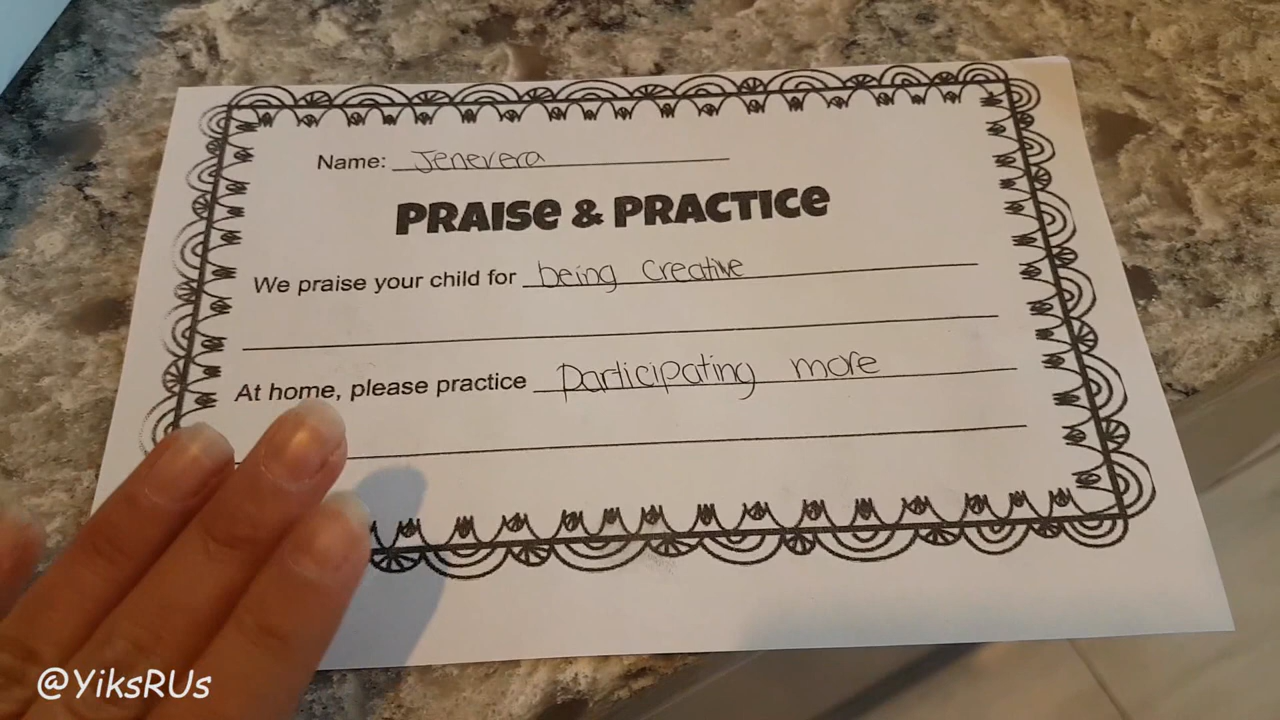 Name: Jenevera
PRAISE & PRACTICE
We praise your child for being creative
At home, please practice Participating more
@YiksRUs